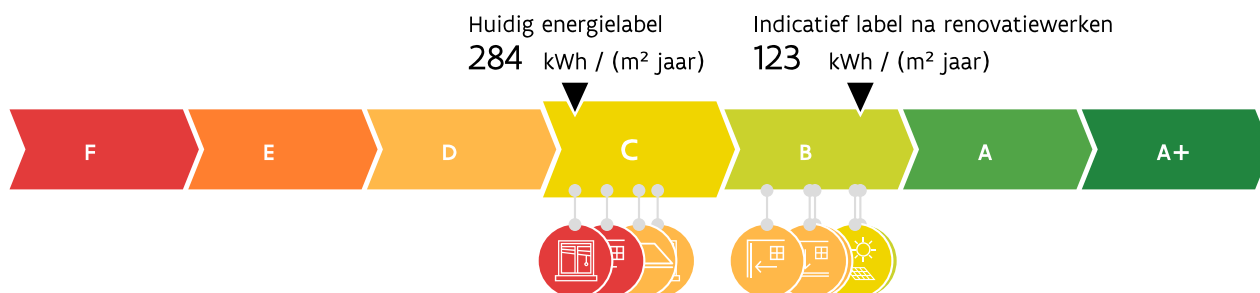 Huidig energielabel
284 kWh / (m² jaar)
Indicatief label na renovatiewerken
123 kWh / (m² jaar)
F E D C B A A+